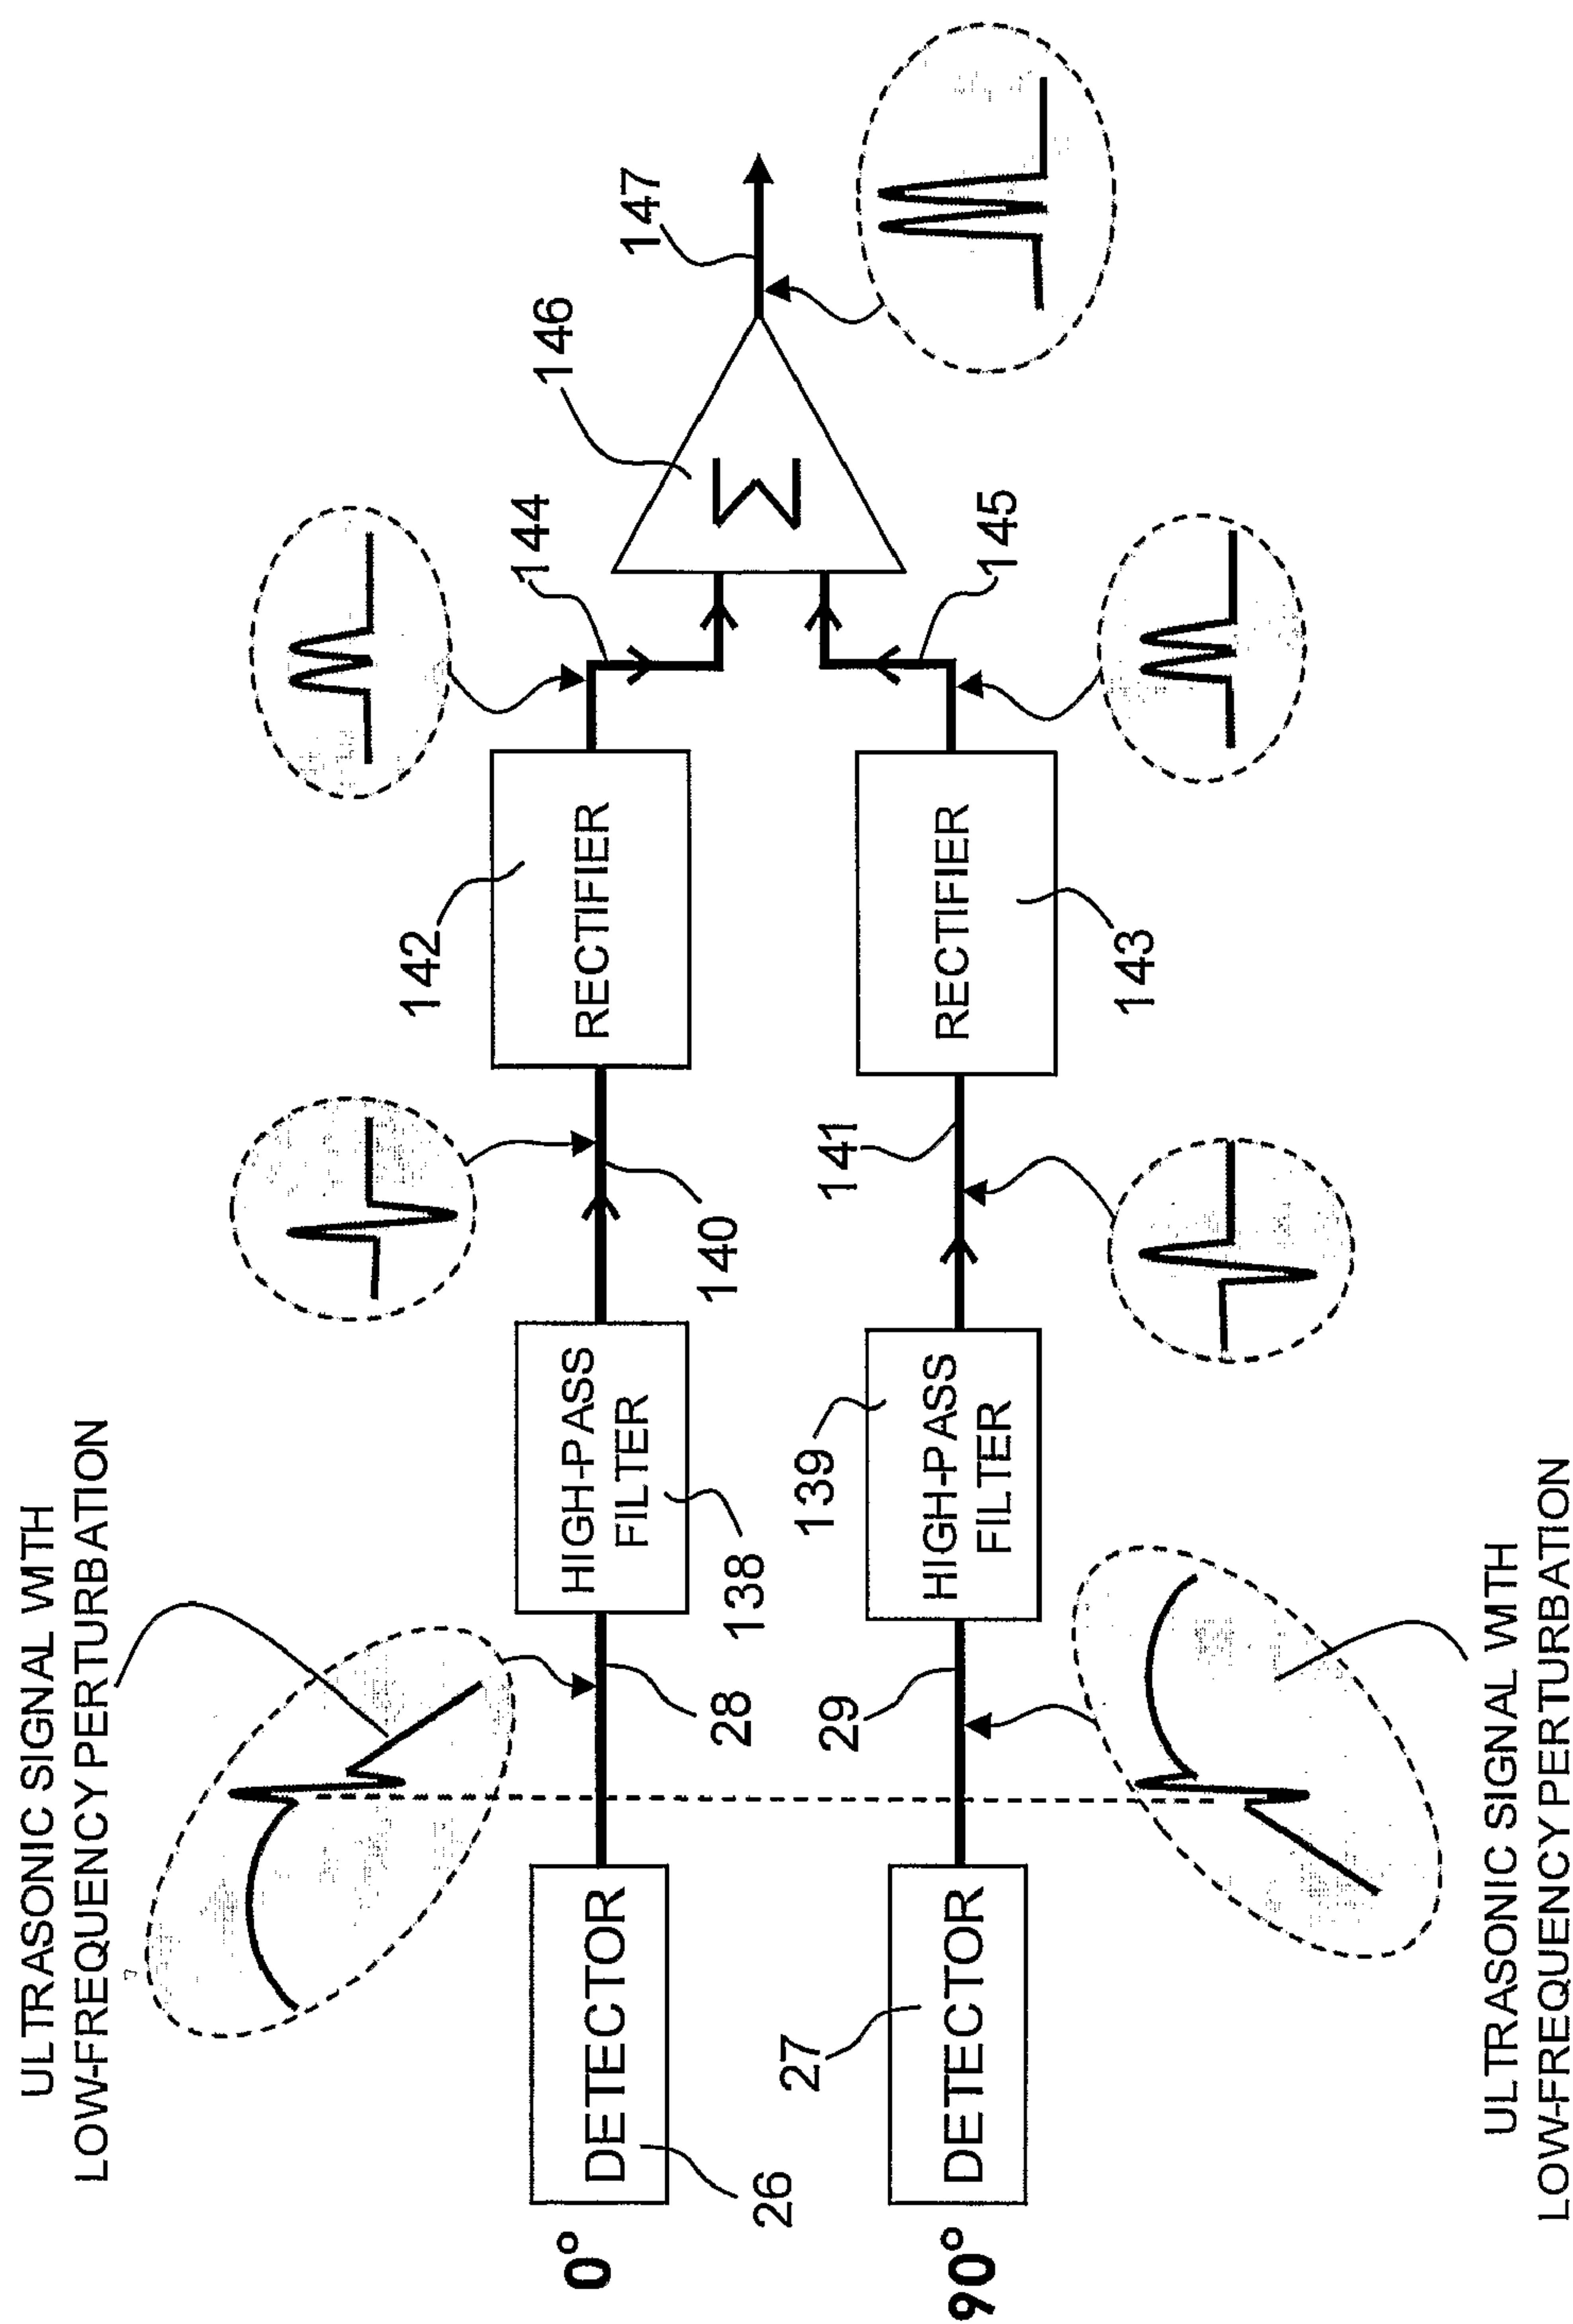 ULTRASONIC SIGNAL WITH
LOW-FREQUENCY PERTURBATION
0°
DETECTOR
26
28
HIGH-PASS
FILTER
138
140
RECTIFIER
142
144
146
Σ
147
90°
DETECTOR
27
29
HIGH-PASS
FILTER
139
141
RECTIFIER
143
145
ULTRASONIC SIGNAL WITH
LOW-FREQUENCY PERTURBATION